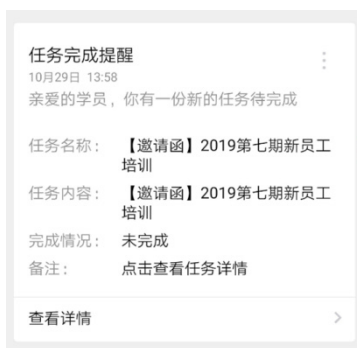 任务完成提醒
10月29日 13:58
亲爱的学员，你有一份新的任务待完成
任务名称： 【邀请函】2019第七期新员工
培训
任务内容： 【邀请函】2019第七期新员工
培训
完成情况： 未完成
备注： 点击查看任务详情
查看详情